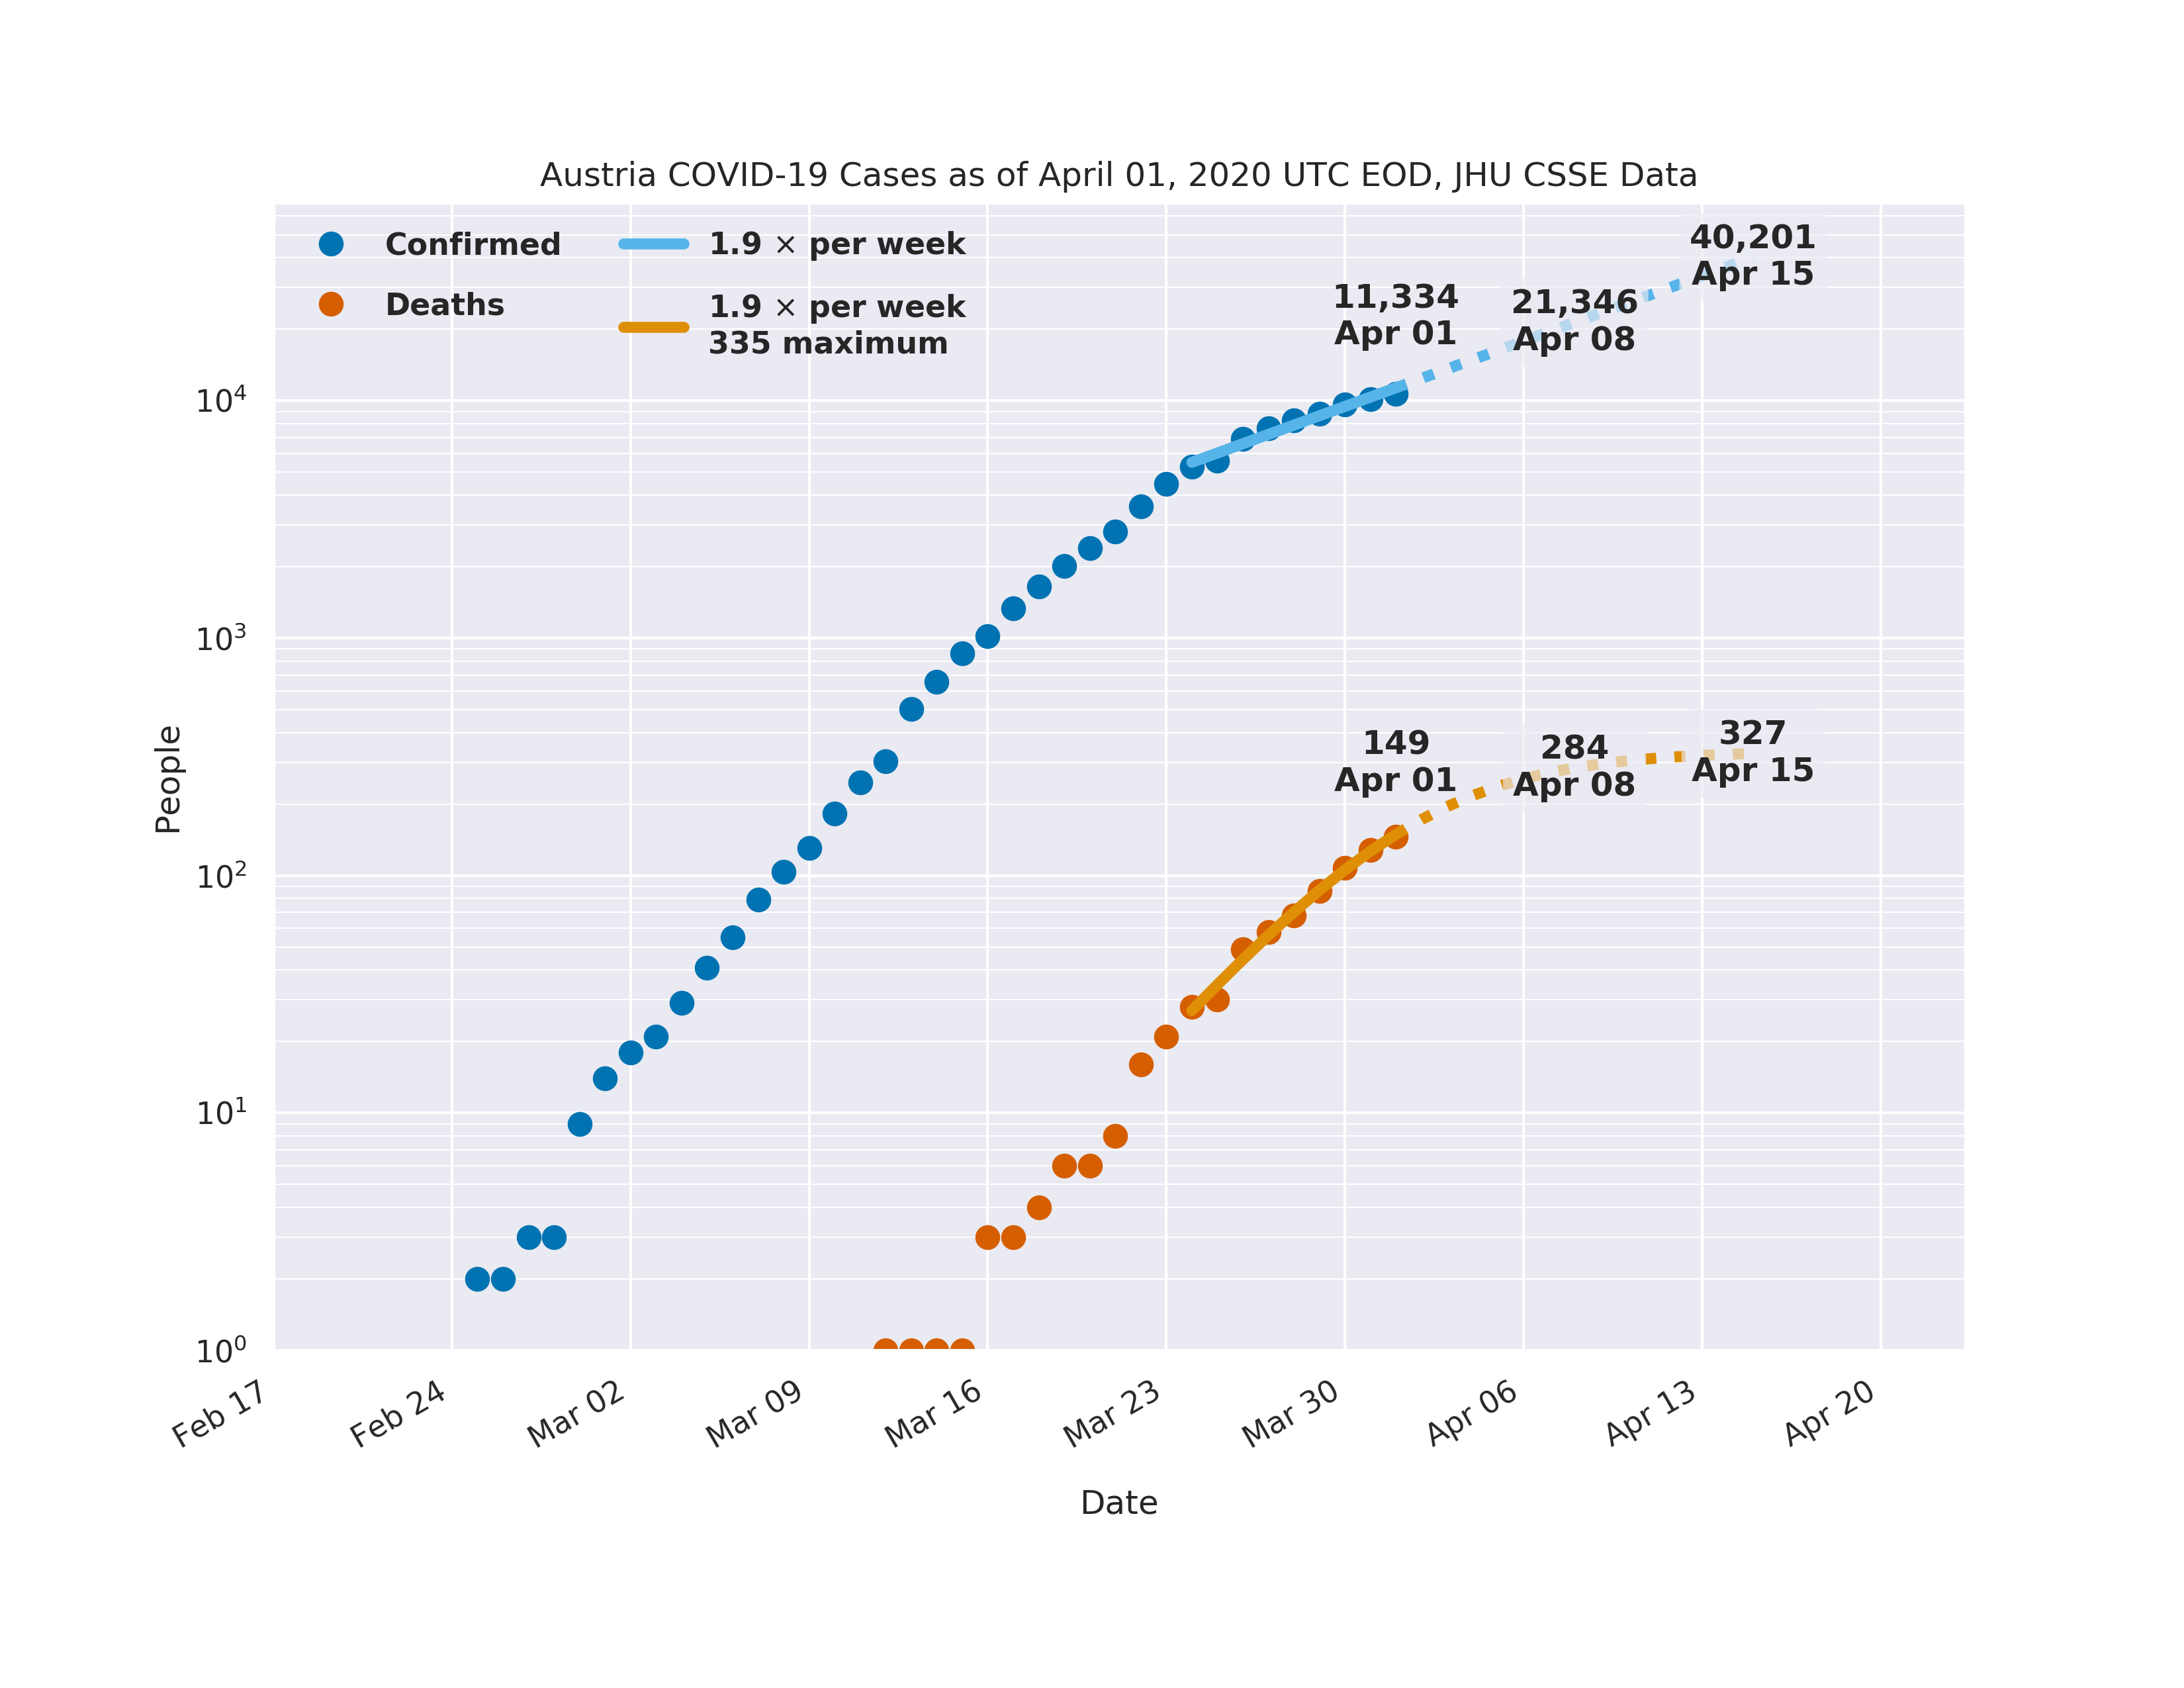 Austria COVID-19 Cases as of April 01, 2020 UTC EOD, JHU CSSE Data
Confirmed
Deaths
1.9 × per week
1.9 × per week
335 maximum
11,334
Apr 01
21,346
Apr 08
40,201
Apr 15
149
Apr 01
284
Apr 08
327
Apr 15
People
10⁴
10³
10²
10¹
10⁰
Feb 17
Feb 24
Mar 02
Mar 09
Mar 16
Mar 23
Mar 30
Apr 06
Apr 13
Apr 20
Date